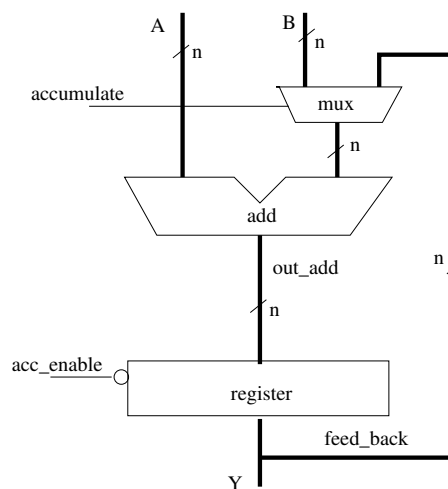 A
B
n
n
accumulate
mux
n
add
out_add
n
n
acc_enable
register
feed_back
Y